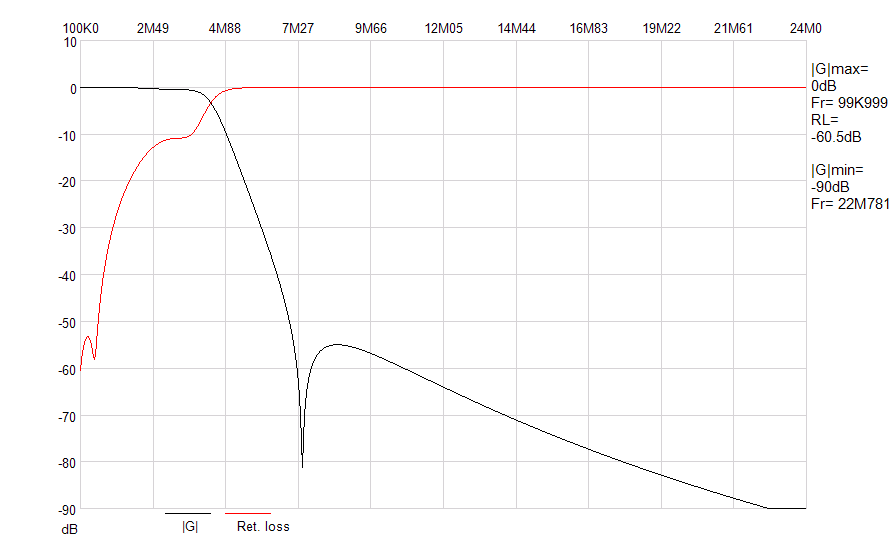 100K0 2M49 4M88 7M27 9M66 12M05 14M44 16M83 19M22 21M61 24M0
10
0
-10
-20
-30
-40
-50
-60
-70
-80
-90
dB
|G| Ret. loss
|G|max=
0dB
Fr= 99K999
RL=
-60.5dB
|G|min=
-90dB
Fr= 22M781